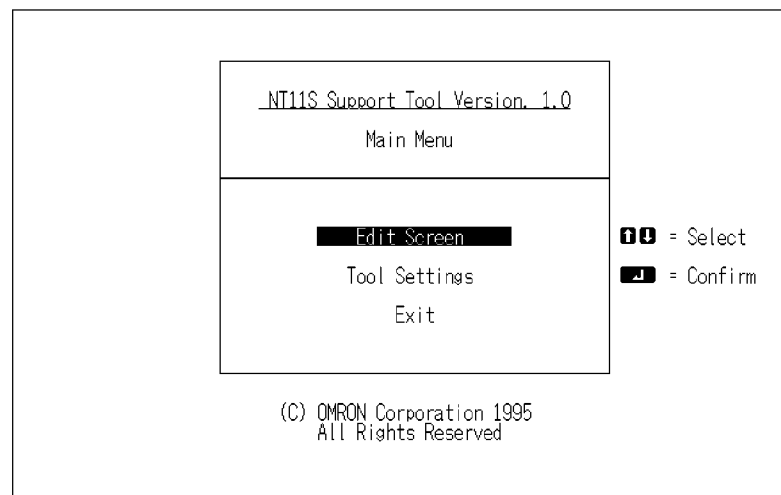 NT11S Support Tool Version. 1.0
Main Menu
Edit Screen
= Select
Tool Settings
= Confirm
Exit
(C) OMRON Corporation 1995
All Rights Reserved